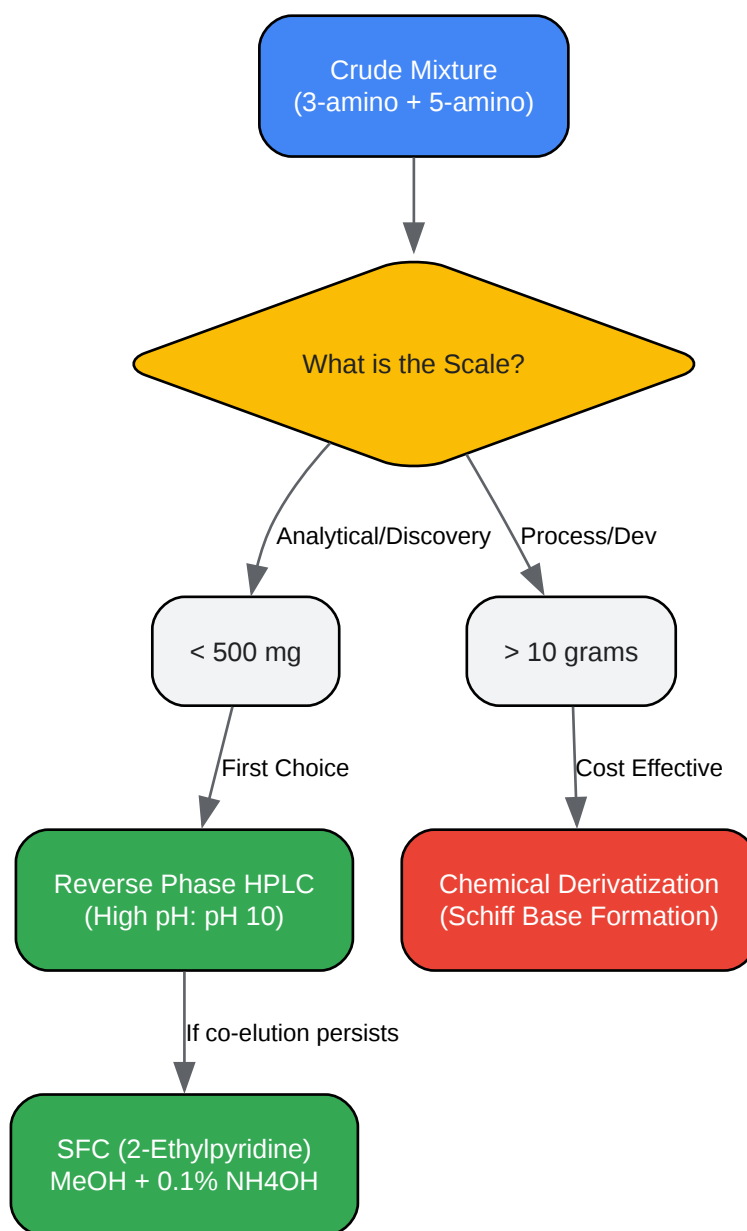 Crude Mixture
(3-amino + 5-amino)
What is the Scale?
Analytical/Discovery
Process/Dev
< 500 mg
> 10 grams
First Choice
Cost Effective
Reverse Phase HPLC
(High pH: pH 10)
Chemical Derivatization
(Schiff Base Formation)
If co-elution persists
SFC (2-Ethylpyridine)
MeOH + 0.1% NH4OH